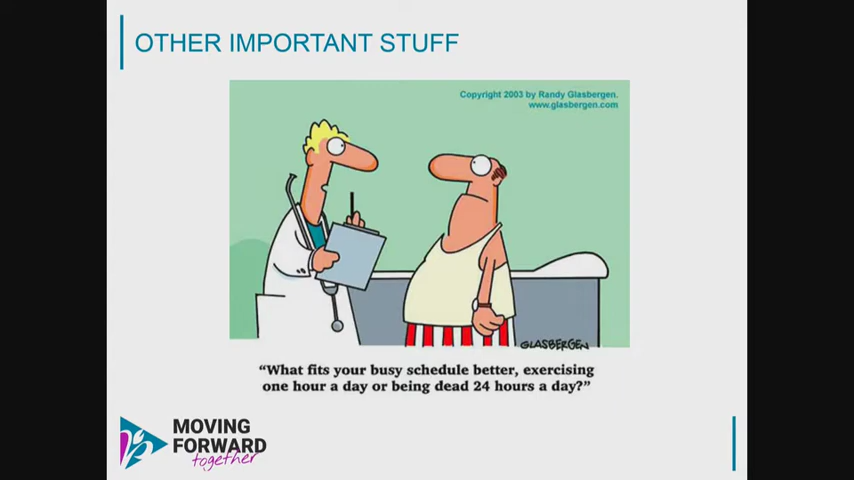 OTHER IMPORTANT STUFF
Copyright 2003 by Randy Glasbergen.
www.glasbergen.com
GLASBERGEN
“What fits your busy schedule better, exercising
one hour a day or being dead 24 hours a day?”
MOVING
FORWARD
together